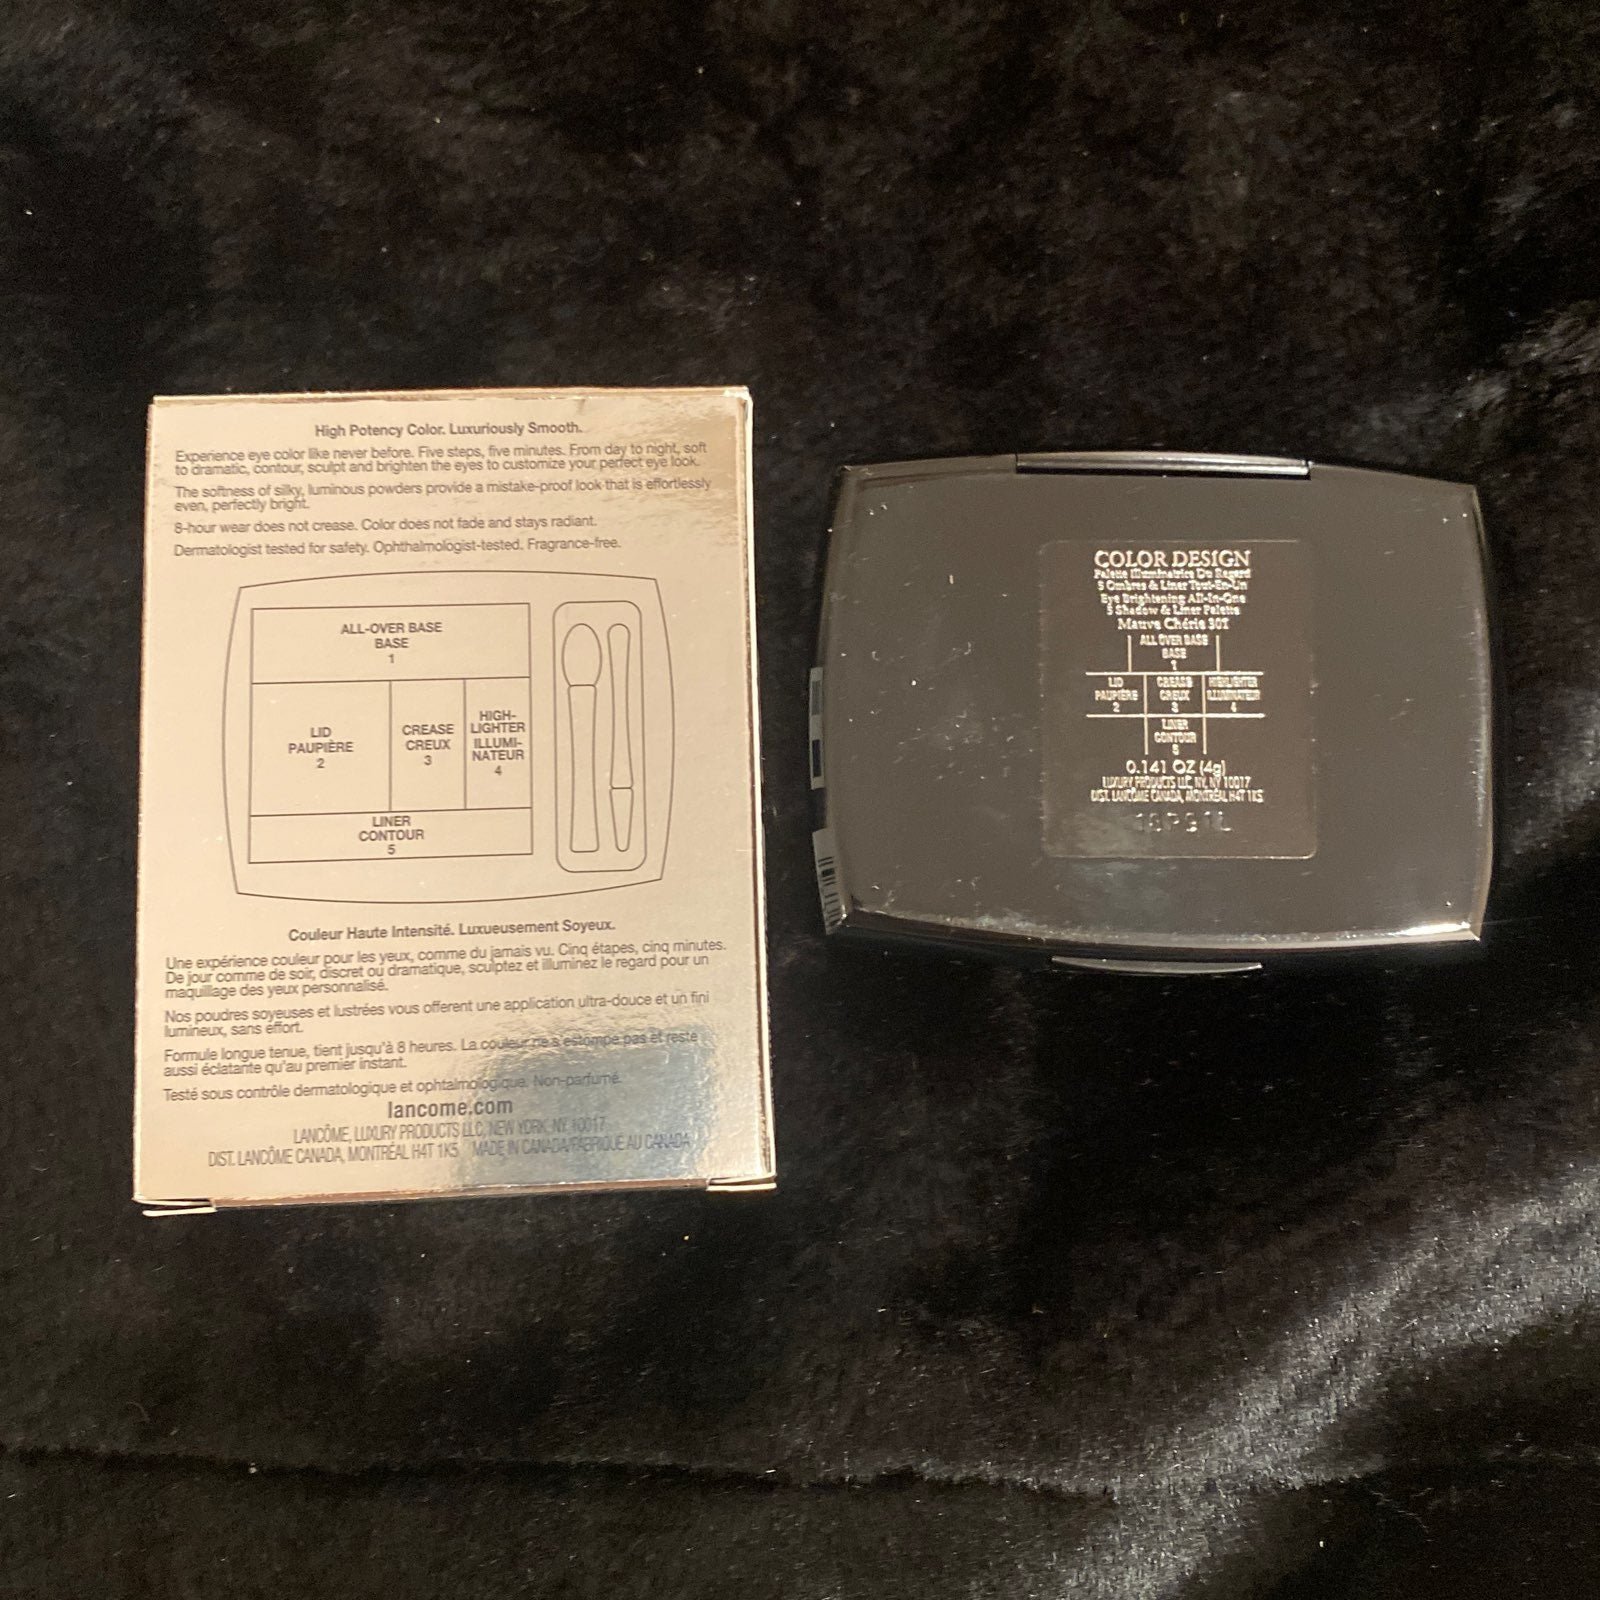 High Potency Color. Luxuriously Smooth.
Experience eye color like never before. Five steps, five minutes. From day to night, soft
to dramatic, contour, sculpt and brighten the eyes to customize your perfect eye look.
The softness of silky, luminous powders provide a mistake-proof look that is effortlessly
even, perfectly bright.
8-hour wear does not crease. Color does not fade and stays radiant.
Dermatologist tested for safety. Ophthalmologist-tested. Fragrance-free.
ALL-OVER BASE
BASE
1
LID
PAUPIÈRE
2
CREASE
CREUX
3
HIGH-
LIGHTER
ILLUMI-
NATEUR
4
LINER
CONTOUR
5
Couleur Haute Intensité. Luxueusement Soyeux.
Une expérience couleur pour les yeux, comme du jamais vu. Cinq étapes, cinq minutes.
De jour comme de soir, discret ou dramatique, sculptez et illuminez le regard pour un
maquillage des yeux personnalisé.
Nos poudres soyeuses et lustrées vous offerent une application ultra-douce et un fini
lumineux, sans effort.
Formule longue tenue, tient jusqu'à 8 heures. La couleur ne s'estompe pas et reste
aussi éclatante qu'au premier instant.
Testé sous contrôle dermatologique et ophtalmologique. Non-parfumé.
lancome.com
LANCÔME, LUXURY PRODUCTS LLC, NEW YORK, NY 10017
DIST. LANCÔME CANADA, MONTRÉAL H4T 1K5 MADE IN CANADA/FABRIQUÉ AU CANADA
COLOR DESIGN
Palette Illuminatrice Du Regard
5 Ombres & Liner Tout-En-Un
Eye Brightening All-In-One
5 Shadow & Liner Palette
Mauve Chérie 301
ALL OVER BASE
BASE
1
LID
PAUPIÈRE
2
CREASE
CREUX
3
HIGHLIGHTER
ILLUMINATEUR
4
LINER
CONTOUR
5
0.141 OZ (4g)
LUXURY PRODUCTS LLC, NY, NY 10017
DIST. LANCÔME CANADA, MONTRÉAL H4T 1K5